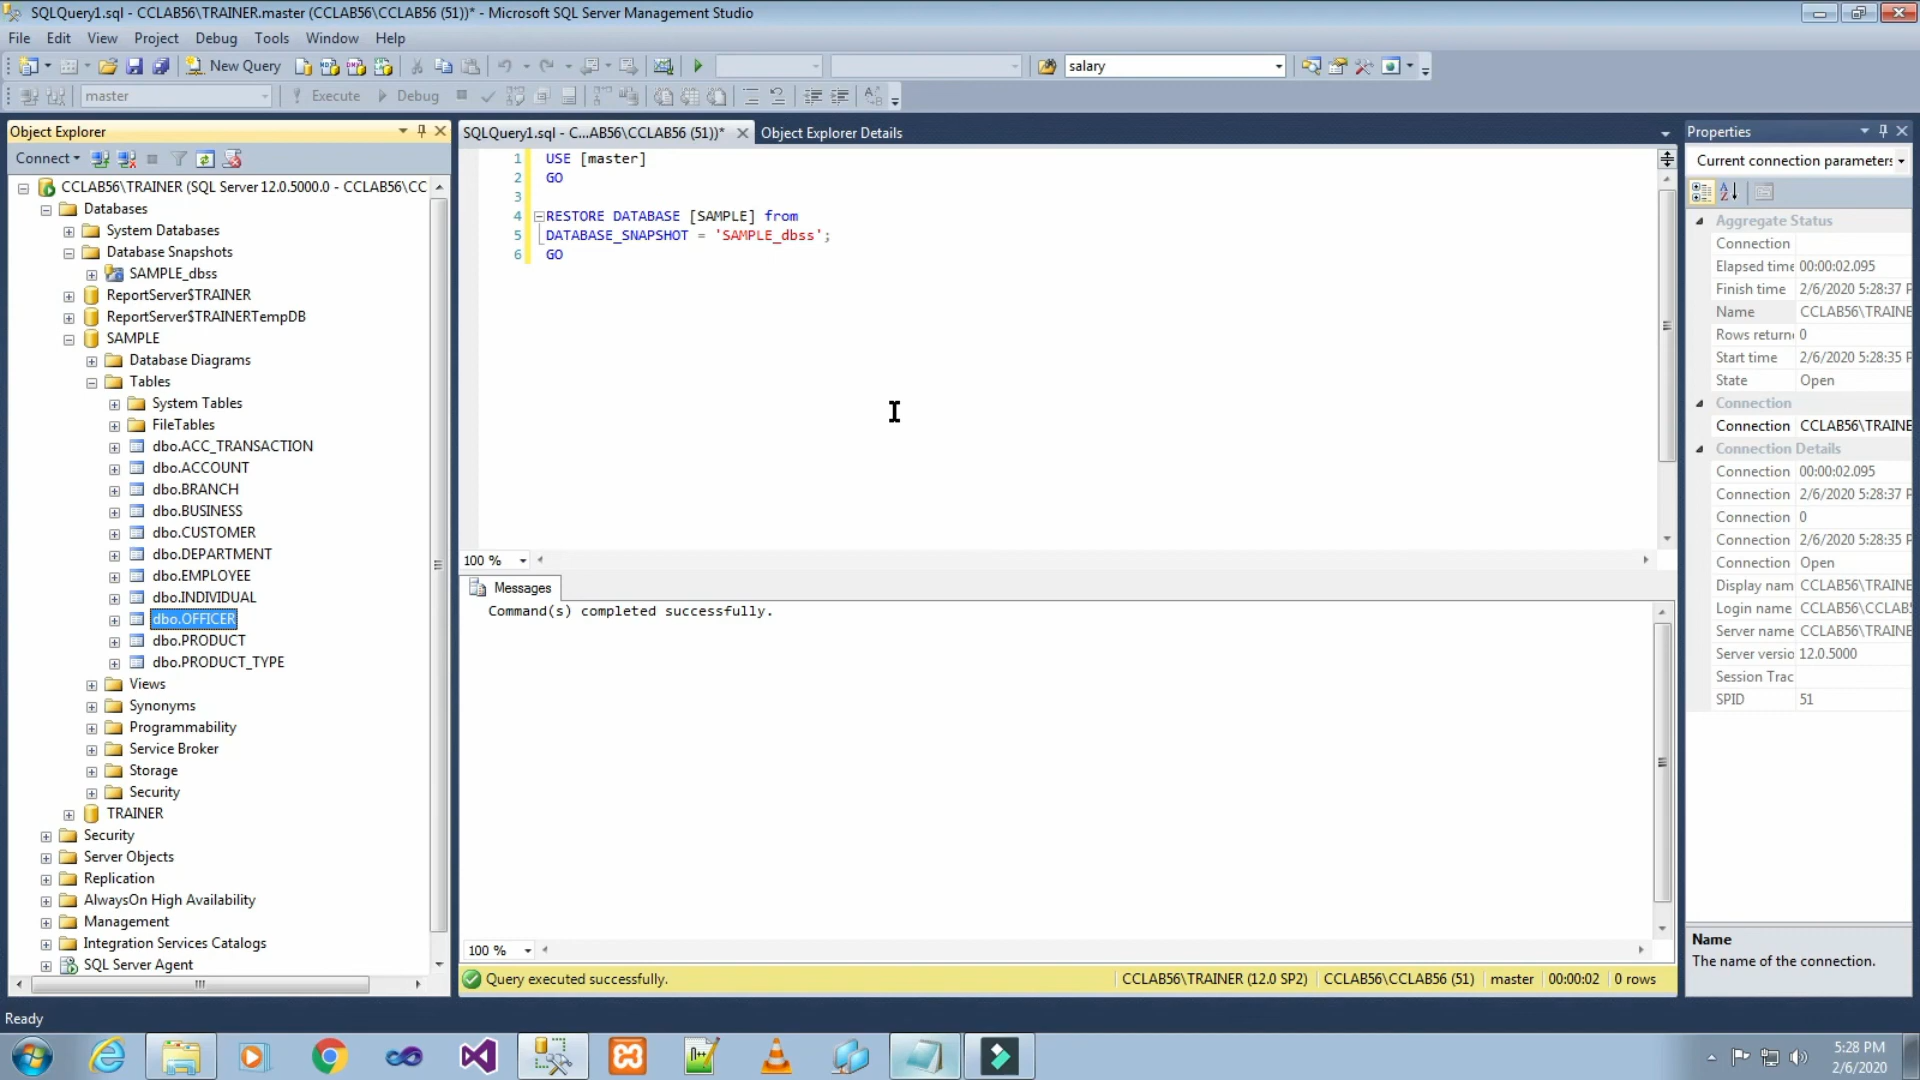 SQLQuery1.sql - CCLAB56\TRAINER.master (CCLAB56\CCLAB56 (51))* - Microsoft SQL Server Management Studio
File Edit View Project Debug Tools Window Help
New Query salary
master Execute Debug
Object Explorer
Connect
CCLAB56\TRAINER (SQL Server 12.0.5000.0 - CCLAB56\CC
Databases
System Databases
Database Snapshots
SAMPLE_dbss
ReportServer$TRAINER
ReportServer$TRAINERTempDB
SAMPLE
Database Diagrams
Tables
System Tables
FileTables
dbo.ACC_TRANSACTION
dbo.ACCOUNT
dbo.BRANCH
dbo.BUSINESS
dbo.CUSTOMER
dbo.DEPARTMENT
dbo.EMPLOYEE
dbo.INDIVIDUAL
dbo.OFFICER
dbo.PRODUCT
dbo.PRODUCT_TYPE
Views
Synonyms
Programmability
Service Broker
Storage
Security
TRAINER
Security
Server Objects
Replication
AlwaysOn High Availability
Management
Integration Services Catalogs
SQL Server Agent
SQLQuery1.sql - C...AB56\CCLAB56 (51))* Object Explorer Details
1 USE [master]
2 GO
3
4 RESTORE DATABASE [SAMPLE] from
5 DATABASE_SNAPSHOT = 'SAMPLE_dbss';
6 GO
100 %
Messages
Command(s) completed successfully.
100 %
Query executed successfully. CCLAB56\TRAINER (12.0 SP2) CCLAB56\CCLAB56 (51) master 00:00:02 0 rows
Properties
Current connection parameters
Aggregate Status
Connection
Elapsed time 00:00:02.095
Finish time 2/6/2020 5:28:37 P
Name CCLAB56\TRAINE
Rows return 0
Start time 2/6/2020 5:28:35 P
State Open
Connection
Connection CCLAB56\TRAINE
Connection Details
Connection 00:00:02.095
Connection 2/6/2020 5:28:37 P
Connection 0
Connection 2/6/2020 5:28:35 P
Connection Open
Display nam CCLAB56\TRAINE
Login name CCLAB56\CCLAB5
Server name CCLAB56\TRAINE
Server versio 12.0.5000
Session Trac
SPID 51
Name
The name of the connection.
Ready
5:28 PM
2/6/2020